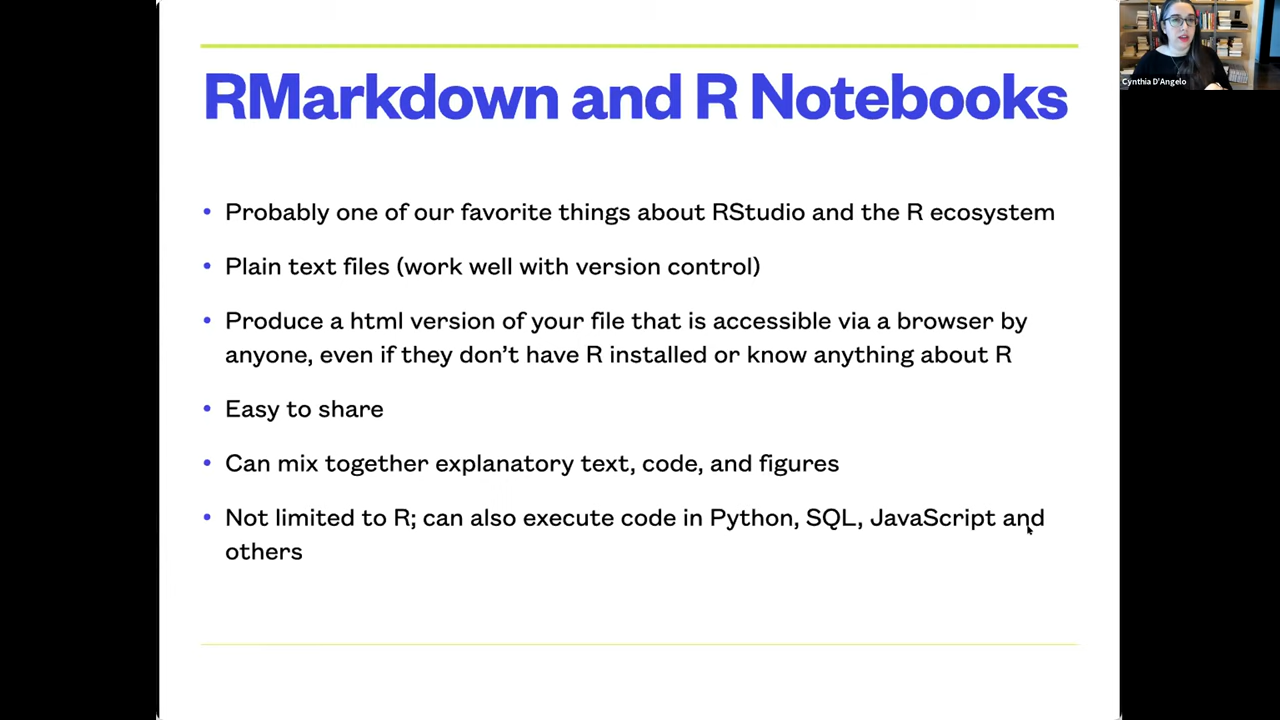 RMarkdown and R Notebooks
Cynthia D'Angelo
• Probably one of our favorite things about RStudio and the R ecosystem
• Plain text files (work well with version control)
• Produce a html version of your file that is accessible via a browser by
anyone, even if they don't have R installed or know anything about R
• Easy to share
• Can mix together explanatory text, code, and figures
• Not limited to R; can also execute code in Python, SQL, JavaScript and
others